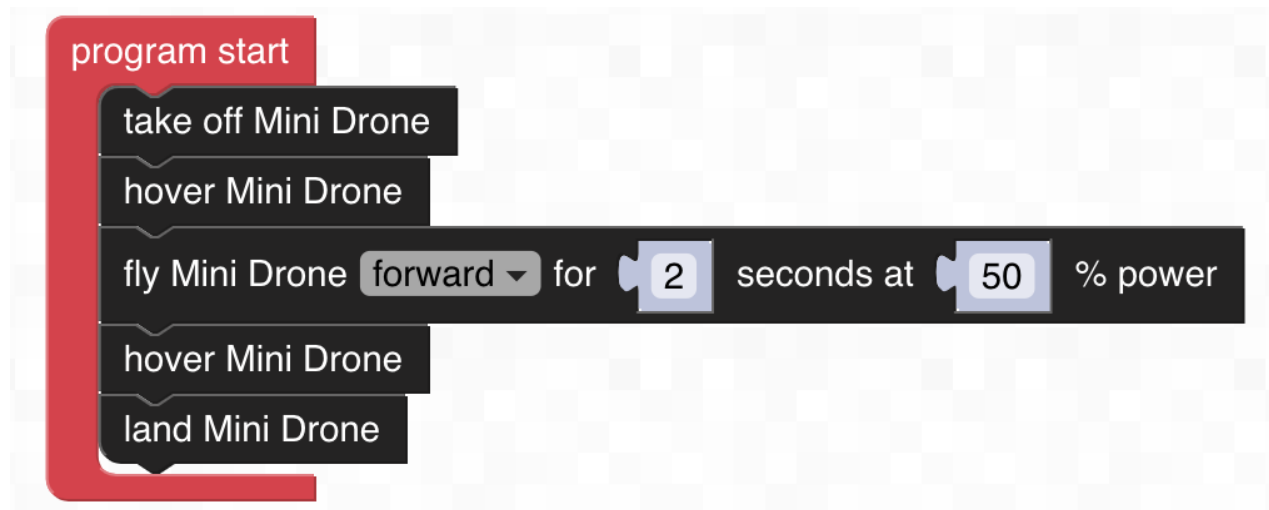 program start
take off Mini Drone
hover Mini Drone
fly Mini Drone forward for 2 seconds at 50 % power
hover Mini Drone
land Mini Drone